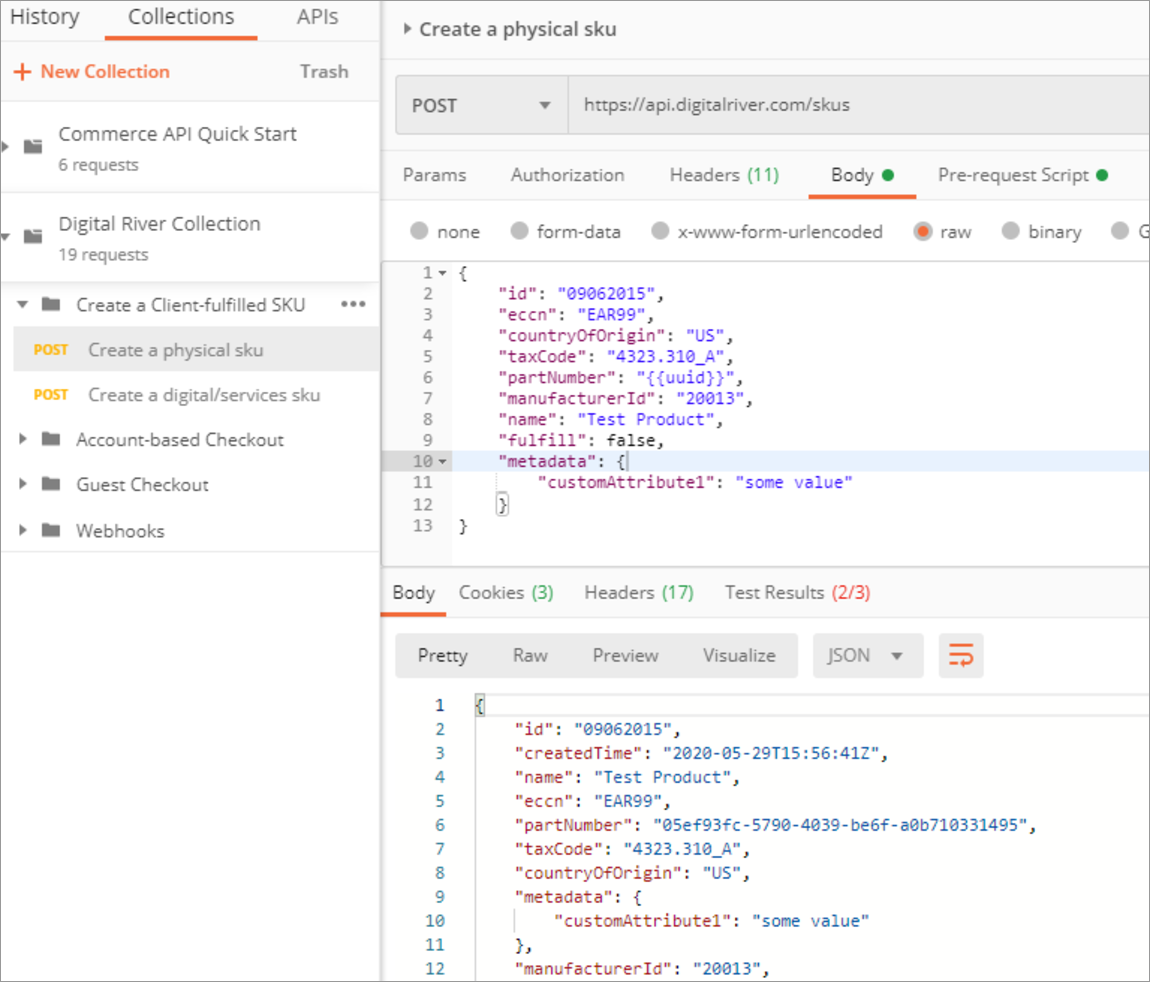 History Collections APIs
+ New Collection Trash
Commerce API Quick Start
6 requests
Digital River Collection
19 requests
Create a Client-fulfilled SKU •••
POST Create a physical sku
POST Create a digital/services sku
Account-based Checkout
Guest Checkout
Webhooks
Create a physical sku
POST https://api.digitalriver.com/skus
Params Authorization Headers (11) Body Pre-request Script
none form-data x-www-form-urlencoded raw binary G
1 {
2 "id": "09062015",
3 "eccn": "EAR99",
4 "countryOfOrigin": "US",
5 "taxCode": "4323.310_A",
6 "partNumber": "{{uuid}}",
7 "manufacturerId": "20013",
8 "name": "Test Product",
9 "fulfill": false,
10 "metadata": {
11 "customAttribute1": "some value"
12 }
13 }
Body Cookies (3) Headers (17) Test Results (2/3)
Pretty Raw Preview Visualize JSON
1 {
2 "id": "09062015",
3 "createdTime": "2020-05-29T15:56:41Z",
4 "name": "Test Product",
5 "eccn": "EAR99",
6 "partNumber": "05ef93fc-5790-4039-be6f-a0b710331495",
7 "taxCode": "4323.310_A",
8 "countryOfOrigin": "US",
9 "metadata": {
10 "customAttribute1": "some value"
11 },
12 "manufacturerId": "20013",